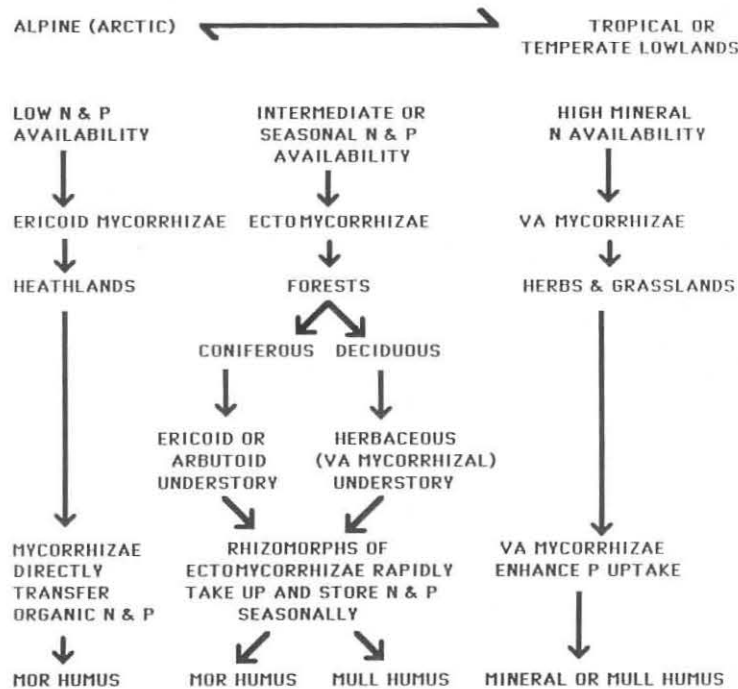 ALPINE (ARCTIC)
TROPICAL OR
TEMPERATE LOWLANDS
LOW N & P
AVAILABILITY
INTERMEDIATE OR
SEASONAL N & P
AVAILABILITY
HIGH MINERAL
N AVAILABILITY
ERICOID MYCORRHIZAE
ECTOMYCORRHIZAE
VA MYCORRHIZAE
HEATHLANDS
FORESTS
HERBS & GRASSLANDS
CONIFEROUS
DECIDUOUS
ERICOID OR
ARBUTOID
UNDERSTORY
HERBACEOUS
(VA MYCORRHIZAL)
UNDERSTORY
MYCORRHIZAE
DIRECTLY
TRANSFER
ORGANIC N & P
RHIZOMORPHS OF
ECTOMYCORRHIZAE RAPIDLY
TAKE UP AND STORE N & P
SEASONALLY
VA MYCORRHIZAE
ENHANCE P UPTAKE
MOR HUMUS
MOR HUMUS
MULL HUMUS
MINERAL OR MULL HUMUS